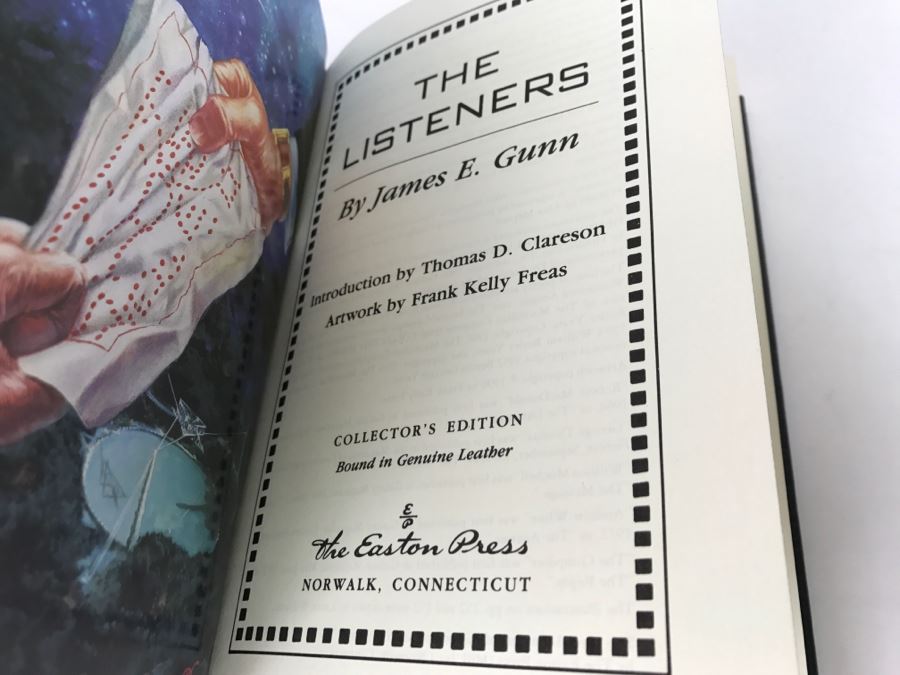 THE
LISTENERS
By James E. Gunn
Introduction by Thomas D. Clareson
Artwork by Frank Kelly Freas
COLLECTOR'S EDITION
Bound in Genuine Leather
E
P
The Easton Press
NORWALK, CONNECTICUT